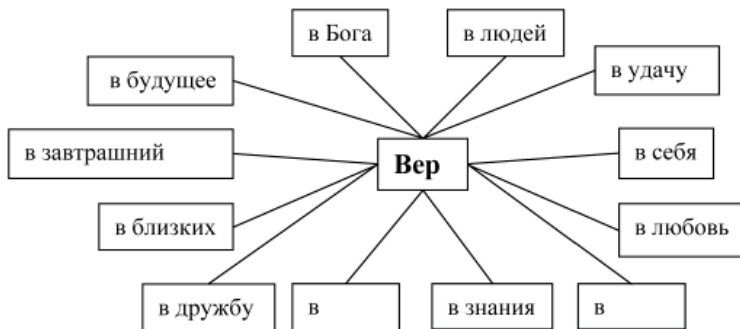 в Бога
в людей
в удачу
в будущее
в завтрашний
Вер
в себя
в близких
в любовь
в дружбу
в
в знания
в